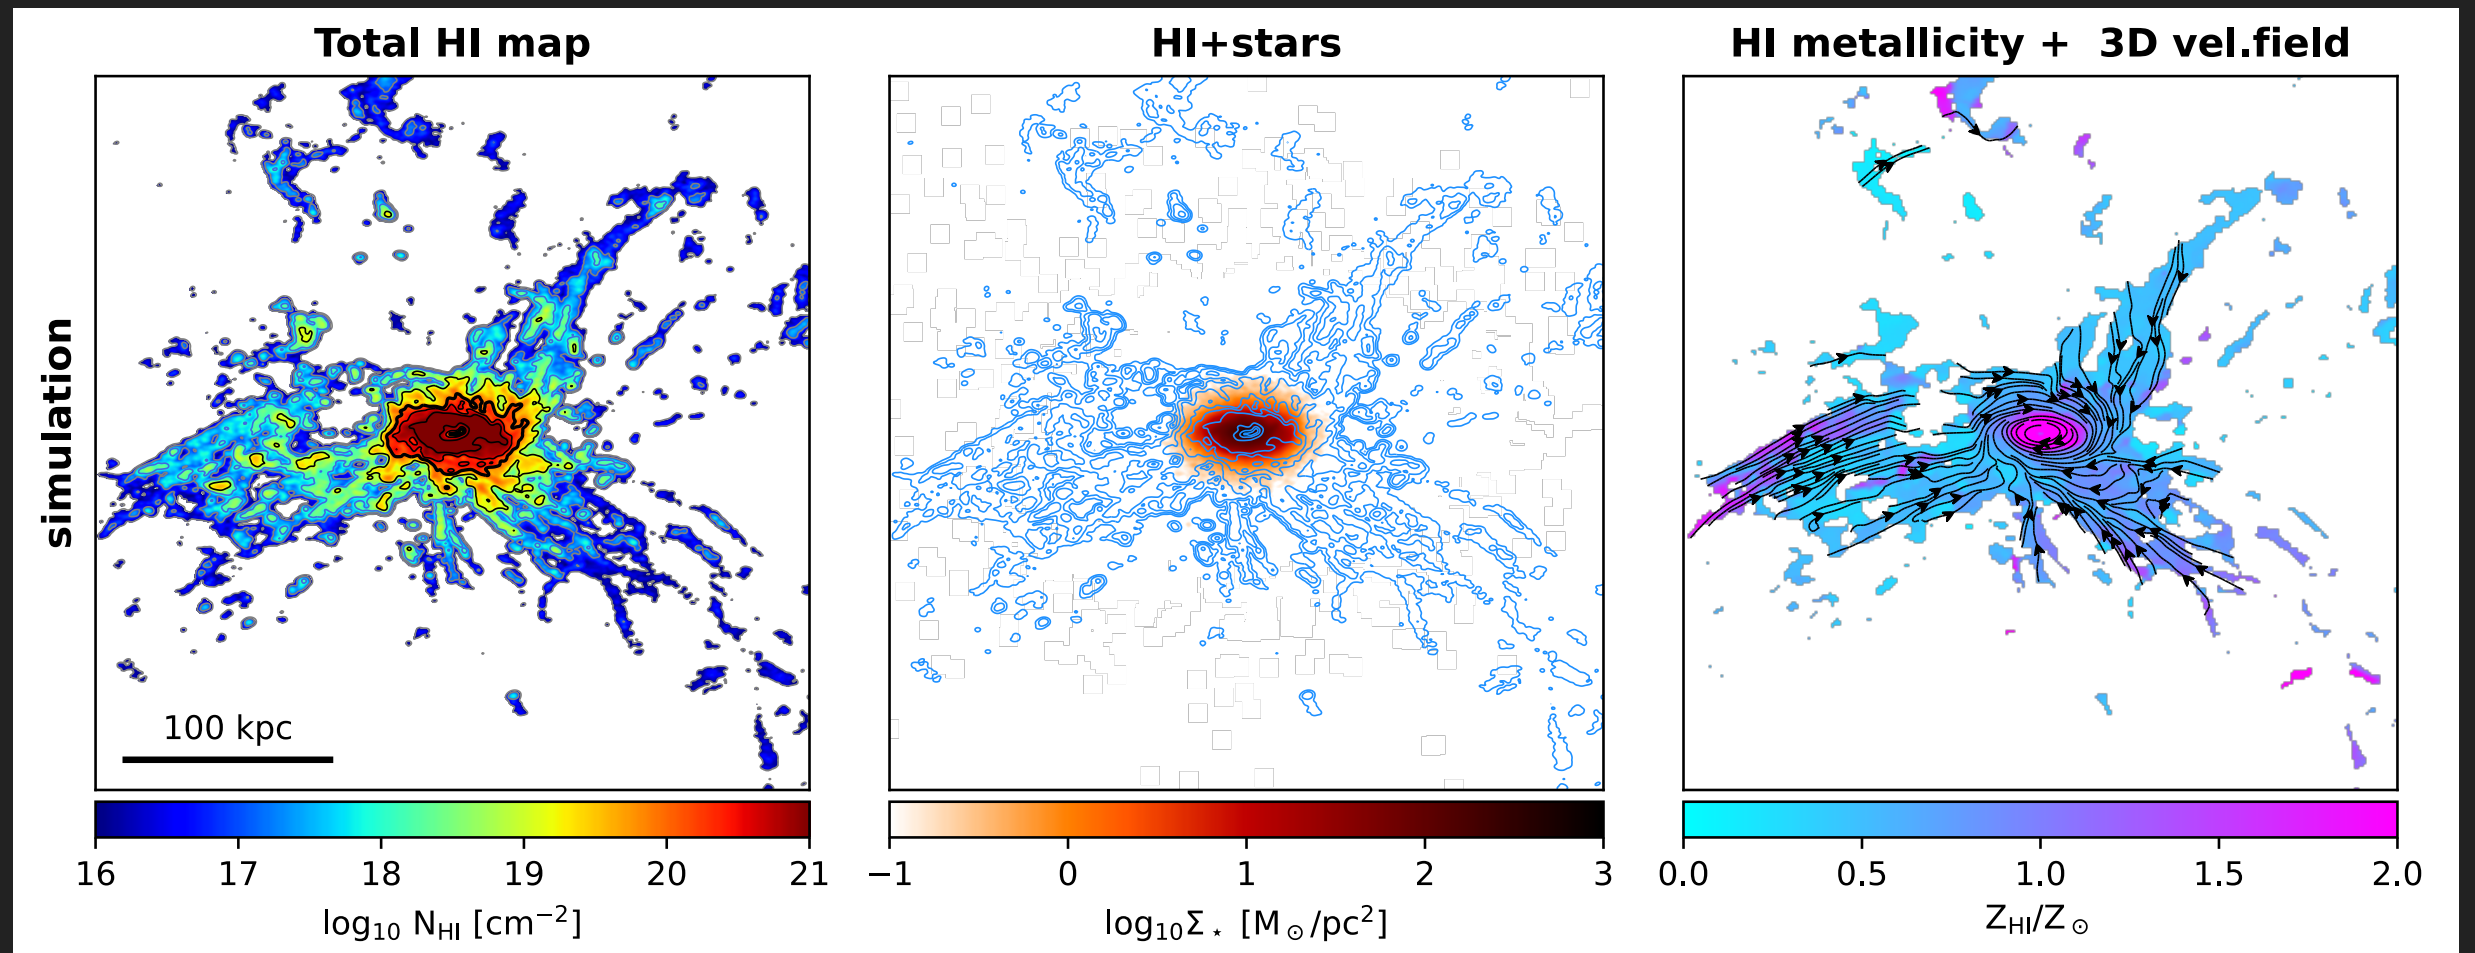 Total HI map
HI+stars
HI metallicity + 3D vel.field
simulation
100 kpc
16 17 18 19 20 21
log₁₀ N_HI [cm⁻²]
−1 0 1 2 3
log₁₀Σ⋆ [M⊙/pc²]
0.0 0.5 1.0 1.5 2.0
Z_HI/Z⊙